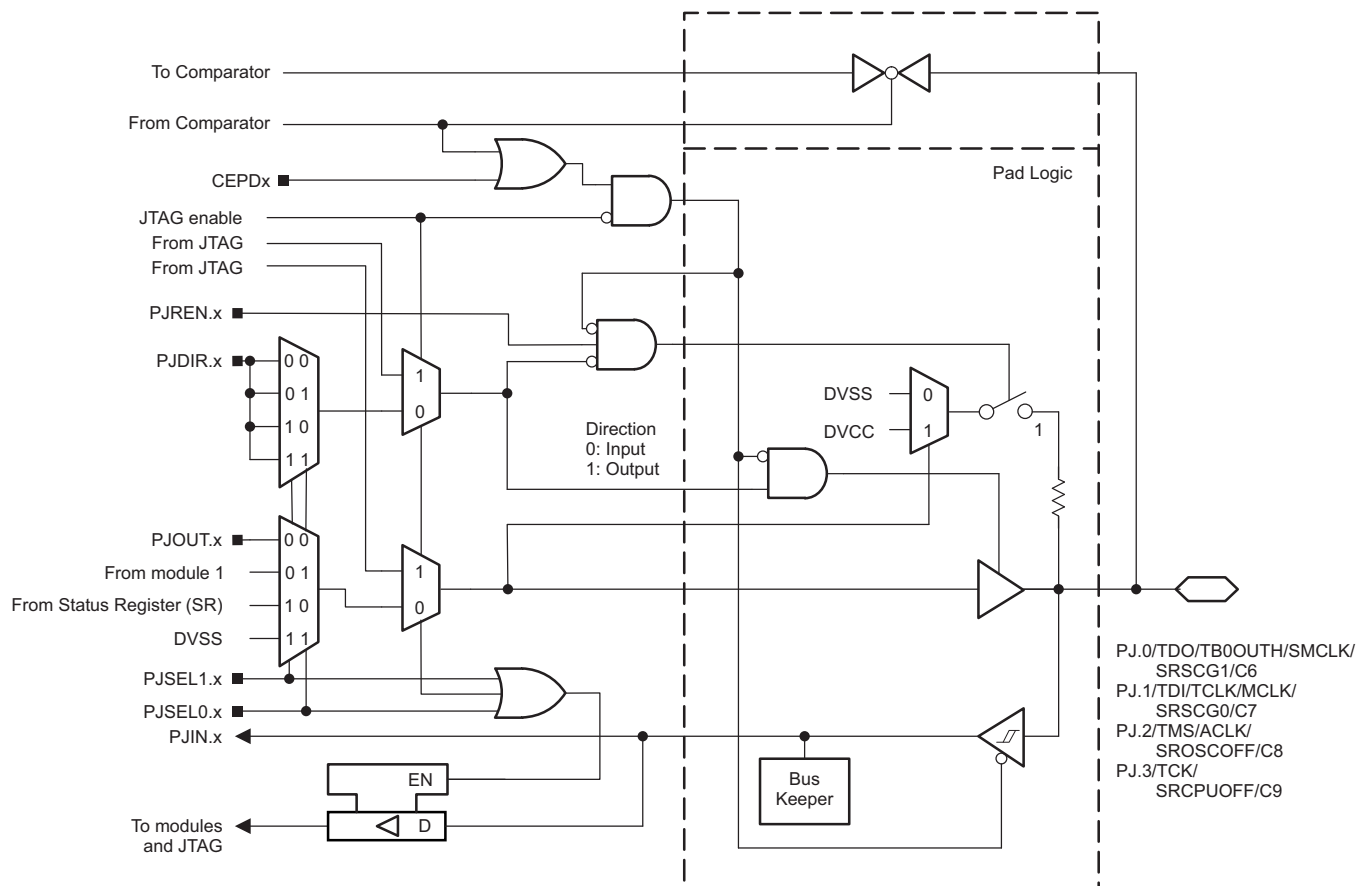 To Comparator
From Comparator
Pad Logic
CEPDx
JTAG enable
From JTAG
From JTAG
PJREN.x
PJDIR.x
0 0
0 1
1 0
1 1
1
0
Direction
0: Input
1: Output
DVSS
DVCC
0
1
1
PJOUT.x
From module 1
From Status Register (SR)
DVSS
0 0
0 1
1 0
1 1
1
0
PJSEL1.x
PJSEL0.x
PJIN.x
EN
D
To modules
and JTAG
Bus
Keeper
PJ.0/TDO/TB0OUTH/SMCLK/
SRSCG1/C6
PJ.1/TDI/TCLK/MCLK/
SRSCG0/C7
PJ.2/TMS/ACLK/
SROSCOFF/C8
PJ.3/TCK/
SRCPUOFF/C9